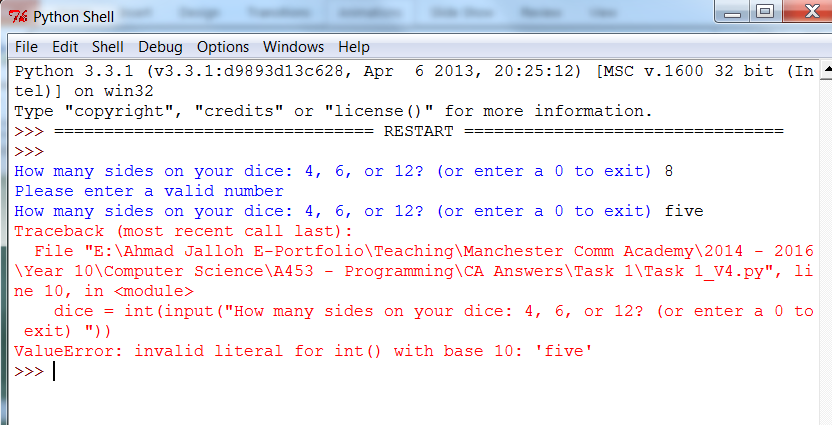 Python Shell
File Edit Shell Debug Options Windows Help
Python 3.3.1 (v3.3.1:d9893d13c628, Apr  6 2013, 20:25:12) [MSC v.1600 32 bit (In
tel)] on win32
Type "copyright", "credits" or "license()" for more information.
>>> ================================ RESTART ================================
>>>
How many sides on your dice: 4, 6, or 12? (or enter a 0 to exit) 8
Please enter a valid number
How many sides on your dice: 4, 6, or 12? (or enter a 0 to exit) five
Traceback (most recent call last):
  File "E:\Ahmad Jalloh E-Portfolio\Teaching\Manchester Comm Academy\2014 - 2016
\Year 10\Computer Science\A453 - Programming\CA Answers\Task 1\Task 1_V4.py", li
ne 10, in <module>
    dice = int(input("How many sides on your dice: 4, 6, or 12? (or enter a 0 to
 exit) "))
ValueError: invalid literal for int() with base 10: 'five'
>>>